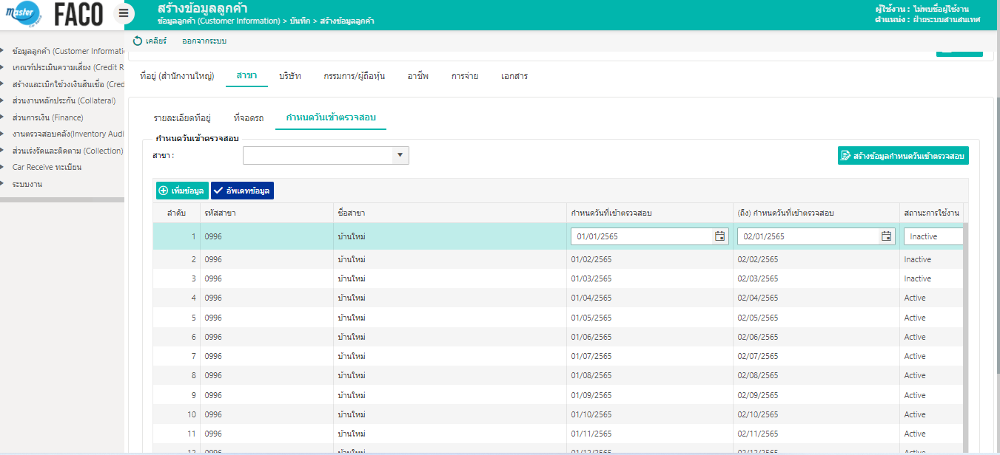 master FACO
สร้างข้อมูลลูกค้า
ข้อมูลลูกค้า (Customer Information) > บันทึก > สร้างข้อมูลลูกค้า
ผู้ใช้งาน : ไม่พบชื่อผู้ใช้งาน
ตำแหน่ง : ฝ่ายระบบสานสนเทศ
เคลียร์ ออกจากระบบ
ข้อมูลลูกค้า (Customer Informati
เกณฑ์ประเมินความเสี่ยง (Credit R
สร้างและเบิกใช้วงเงินสินเชื่อ (Cred
ส่วนงานหลักประกัน (Collateral)
ส่วนการเงิน (Finance)
งานตรวจสอบคลัง(Inventory Audi
ส่วนเร่งรัดและติดตาม (Collection)
Car Receive ทะเบียน
ระบบงาน
ที่อยู่ (สำนักงานใหญ่) สาขา บริษัท กรรมการ/ผู้ถือหุ้น อาชีพ การจ่าย เอกสาร
รายละเอียดที่อยู่ ที่จอดรถ กำหนดวันเข้าตรวจสอบ
กำหนดวันเข้าตรวจสอบ
สาขา :
สร้างข้อมูลกำหนดวันเข้าตรวจสอบ
เพิ่มข้อมูล อัพเดทข้อมูล
ลำดับ รหัสสาขา ชื่อสาขา กำหนดวันที่เข้าตรวจสอบ (ถึง) กำหนดวันที่เข้าตรวจสอบ สถานะการใช้งาน
1 0996 บ้านใหม่ 01/01/2565 02/01/2565 Inactive
2 0996 บ้านใหม่ 01/02/2565 02/02/2565 Inactive
3 0996 บ้านใหม่ 01/03/2565 02/03/2565 Inactive
4 0996 บ้านใหม่ 01/04/2565 02/04/2565 Active
5 0996 บ้านใหม่ 01/05/2565 02/05/2565 Active
6 0996 บ้านใหม่ 01/06/2565 02/06/2565 Active
7 0996 บ้านใหม่ 01/07/2565 02/07/2565 Active
8 0996 บ้านใหม่ 01/08/2565 02/08/2565 Active
9 0996 บ้านใหม่ 01/09/2565 02/09/2565 Active
10 0996 บ้านใหม่ 01/10/2565 02/10/2565 Active
11 0996 บ้านใหม่ 01/11/2565 02/11/2565 Active
12 0996 บ้านใหม่ 01/12/2565 02/12/2565 Active